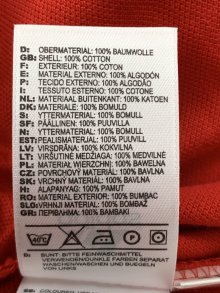 D: OBERMATERIAL: 100% BAUMWOLLE
GB: SHELL: 100% COTTON
F: EXTERIEUR: 100% COTON
E: MATERIAL EXTERNO: 100% ALGODÓN
P: TECIDO EXTERNO: 100% ALGODÃO
I: TESSUTO ESTERNO: 100% COTONE
NL: MATERIAAL BUITENKANT: 100% KATOEN
DK: MATERIALE: 100% BOMULD
S: YTTERMATERIAL: 100% BOMULL
SF: PÄÄLLINEN: 100% PUUVILLA
N: YTTERMATERIAL: 100% BOMULL
EST: PEALISMATERJAL: 100% PUUVILL
LV: VIRSDRĀNA: 100% KOKVILNA
LT: VIRŠUTINĖ MEDŽIAGA: 100% MEDVILNĖ
PL: MATERIAŁ WIERZCHNI: 100% BAWEŁNA
CZ: POVRCHOVÝ MATERIÁL: 100% BAVLNA
SK: VRCHNÝ MATERIÁL: 100% BAVLNA
H: ALAPANYAG: 100% PAMUT
RO: MATERIAL EXTERIOR: 100% BUMBAC
SLO: VRHNJI MATERIAL: 100% BOMBAŽ
GR: ΠΕΡΙΒΛΗΜΑ: 100% ΒΑΜΒΑΚΙ
40°C
D:
BUNT: BITTE FEINWASCHMITTEL
VERWENDEN/DUNKLE FARBEN SEPARAT
WASCHEN/WASCHEN UND BUEGELN
VON LINKS